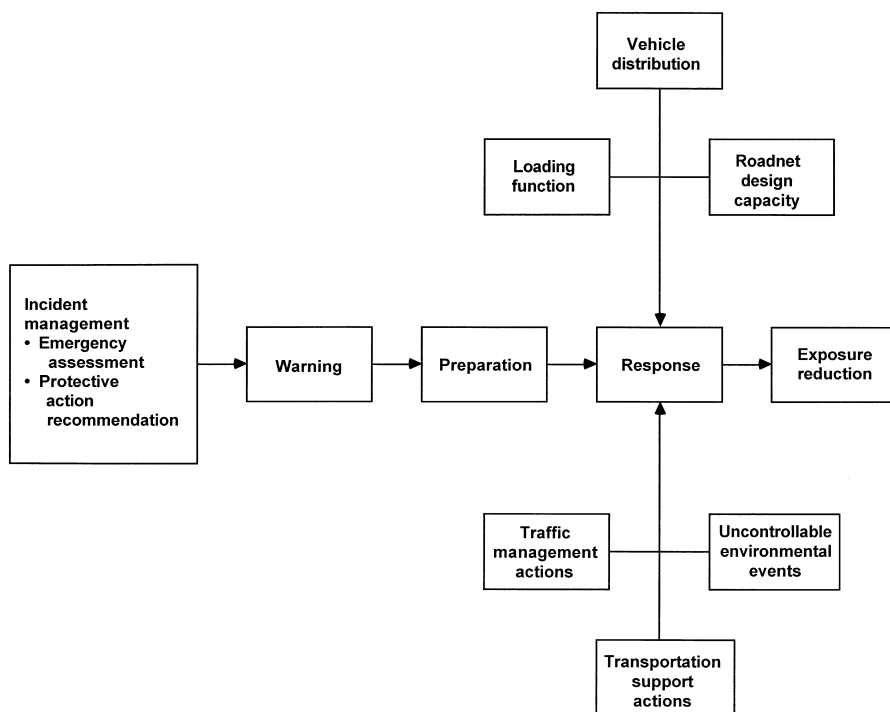 Vehicle
distribution
Loading
function
Roadnet
design
capacity
Incident
management
• Emergency
assessment
• Protective
action
recommendation
Warning
Preparation
Response
Exposure
reduction
Traffic
management
actions
Uncontrollable
environmental
events
Transportation
support
actions